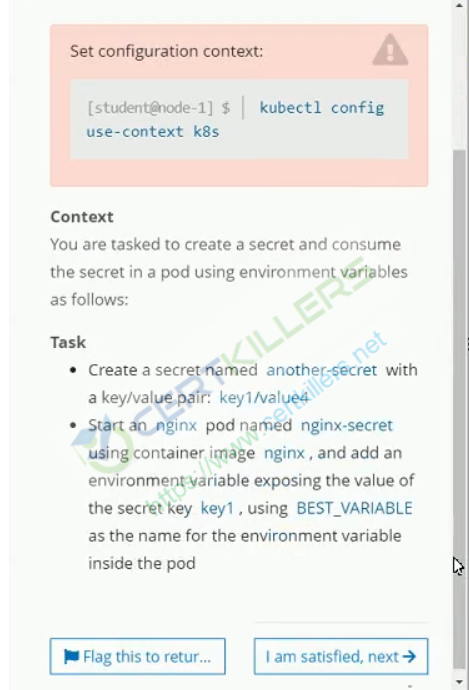 Set configuration context:
[student@node-1] $ | kubectl config
use-context k8s
Context
You are tasked to create a secret and consume
the secret in a pod using environment variables
as follows:
Task
• Create a secret named another-secret with
a key/value pair: key1/value4
• Start an nginx pod named nginx-secret
using container image nginx , and add an
environment variable exposing the value of
the secret key key1 , using BEST_VARIABLE
as the name for the environment variable
inside the pod
CERTKILLERS
https://www.certkillers.net
Flag this to retur...
I am satisfied, next →